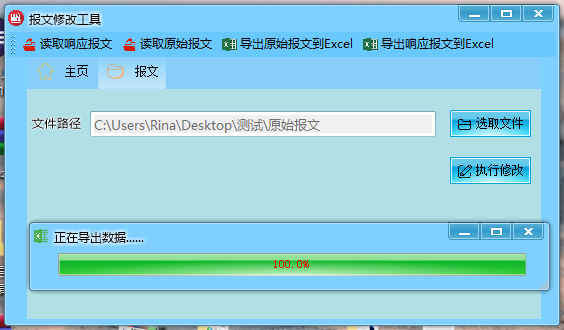 报文修改工具
读取响应报文 读取原始报文 导出原始报文到Excel 导出响应报文到Excel
主页 报文
文件路径 C:\Users\Rina\Desktop\测试\原始报文 选取文件
执行修改
正在导出数据......
100.0%